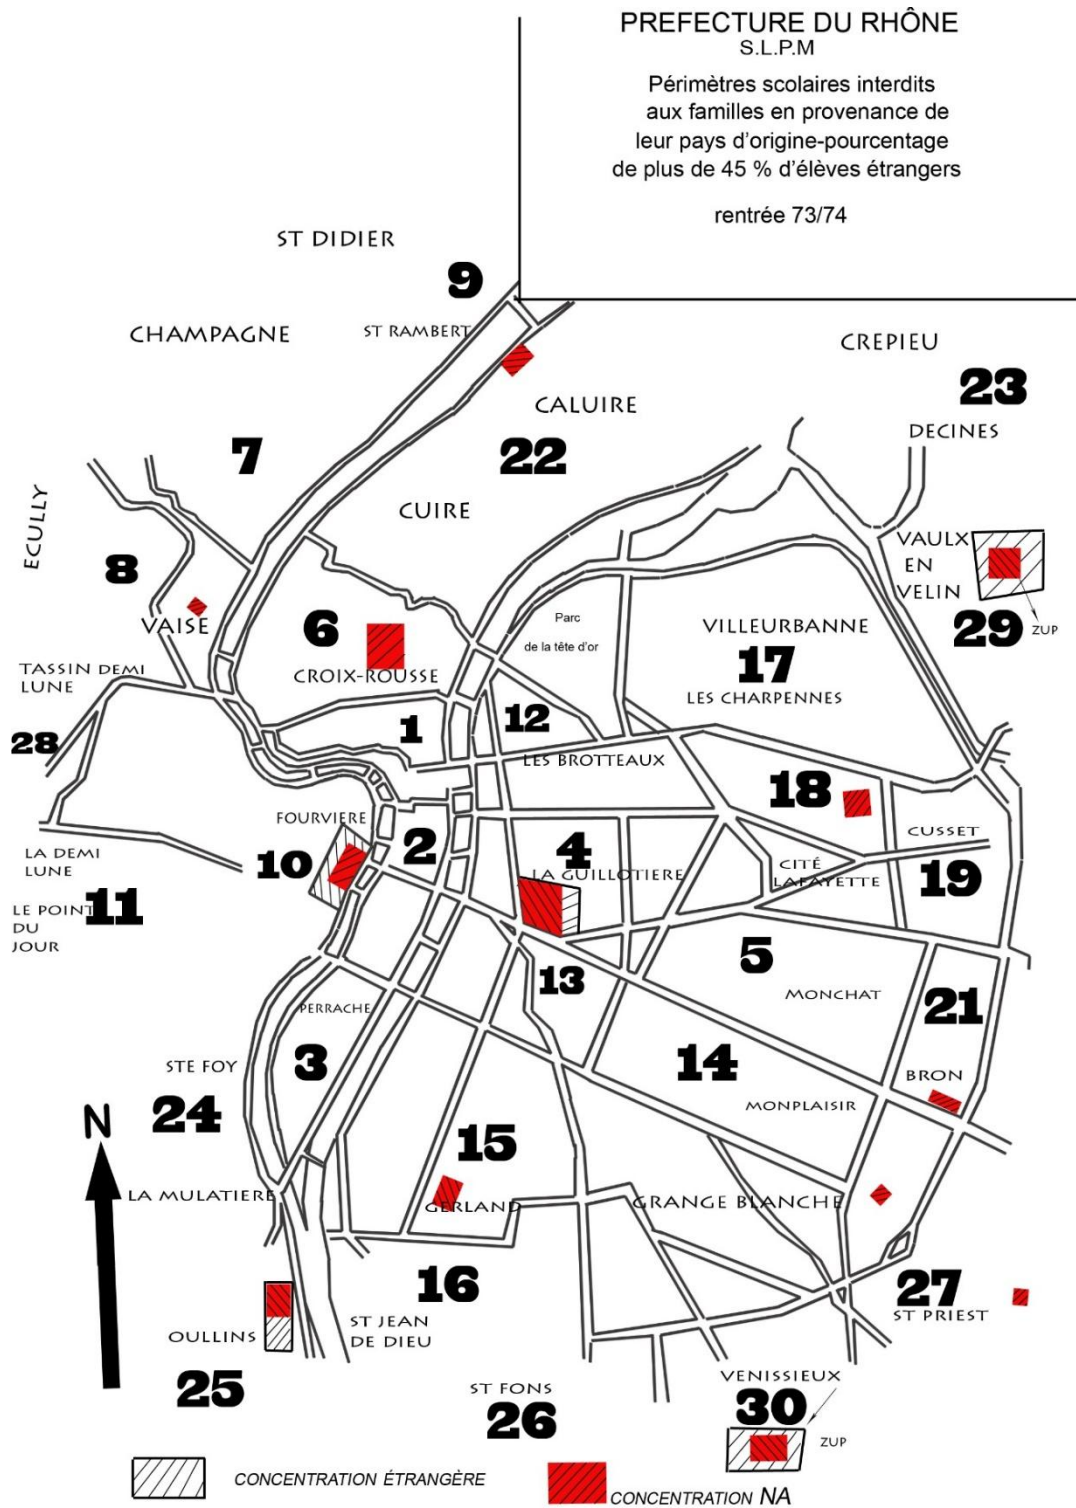 PREFECTURE DU RHÔNE
S.L.P.M
Périmètres scolaires interdits
aux familles en provenance de
leur pays d'origine-pourcentage
de plus de 45 % d'élèves étrangers
rentrée 73/74
ST DIDIER
9
ST RAMBERT
CHAMPAGNE
CREPIEU
23
CALUIRE
DECINES
7
22
ECULLY
CUIRE
VAULX
EN
VELIN
8
29
ZUP
VAISE
6
Parc
de la tête d'or
VILLEURBANNE
17
TASSIN DEMI
LUNE
CROIX-ROUSSE
LES CHARPENNES
28
1
12
LES BROTTEAUX
18
FOURVIERE
CUSSET
10
2
4
LA GUILLOTIERE
CITÉ
LAFAYETTE
19
LA DEMI
LUNE
11
LE POINT
DU
JOUR
5
13
MONCHAT
21
PERRACHE
3
STE FOY
14
BRON
24
N
MONPLAISIR
15
LA MULATIERE
GERLAND
GRANGE BLANCHE
16
27
ST PRIEST
OULLINS
ST JEAN
DE DIEU
25
ST FONS
26
VENISSIEUX
30
ZUP
CONCENTRATION ÉTRANGÈRE
CONCENTRATION NA